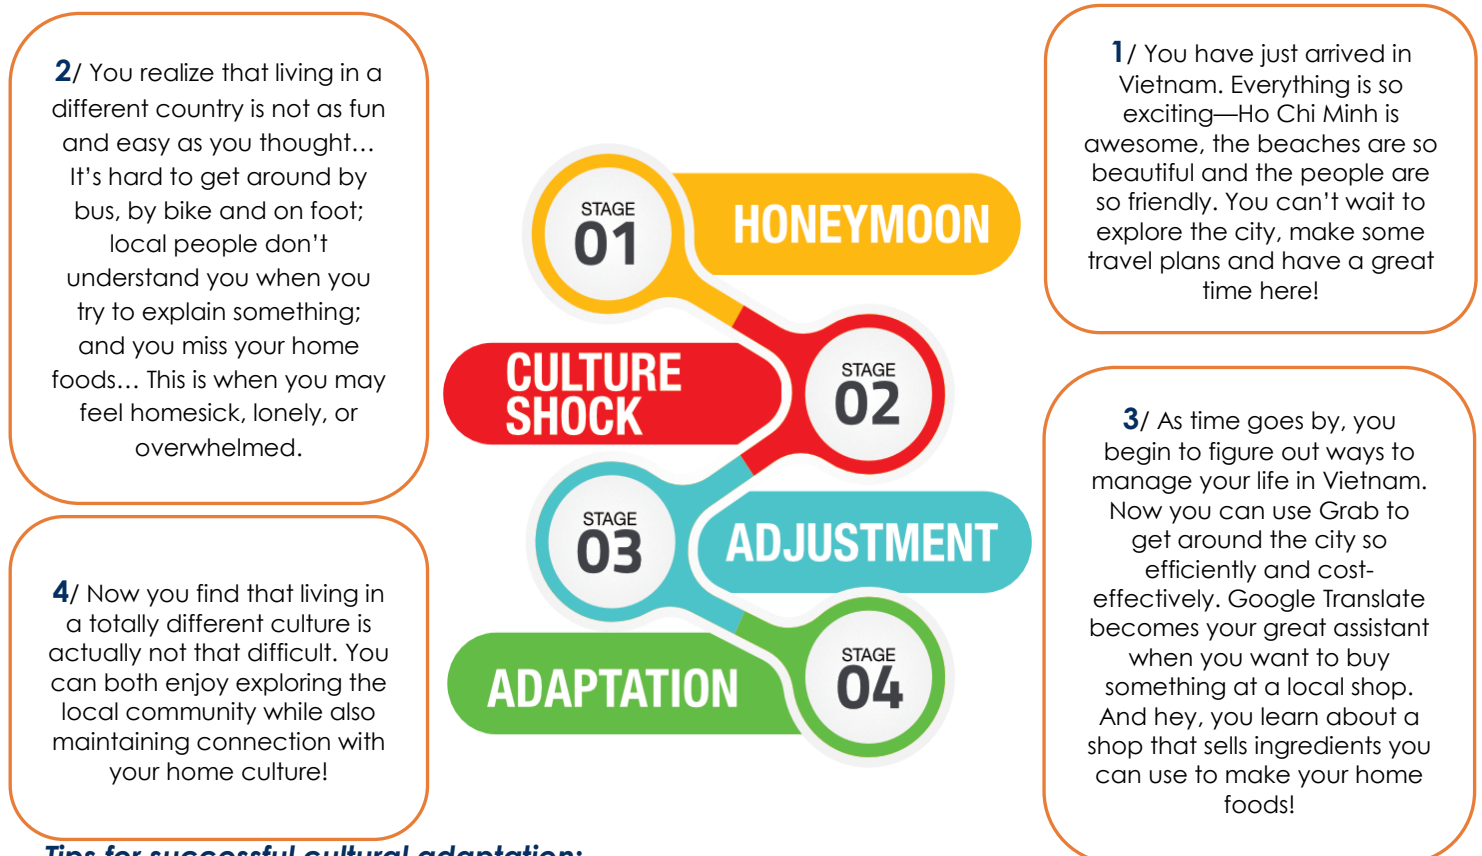 1/ You have just arrived in
Vietnam. Everything is so
exciting—Ho Chi Minh is
awesome, the beaches are so
beautiful and the people are
so friendly. You can’t wait to
explore the city, make some
travel plans and have a great
time here!
2/ You realize that living in a
different country is not as fun
and easy as you thought…
It’s hard to get around by
bus, by bike and on foot;
local people don’t
understand you when you
try to explain something;
and you miss your home
foods… This is when you may
feel homesick, lonely, or
overwhelmed.
STAGE
01
HONEYMOON
CULTURE
SHOCK
STAGE
02
STAGE
03
ADJUSTMENT
ADAPTATION
STAGE
04
3/ As time goes by, you
begin to figure out ways to
manage your life in Vietnam.
Now you can use Grab to
get around the city so
efficiently and cost-
effectively. Google Translate
becomes your great assistant
when you want to buy
something at a local shop.
And hey, you learn about a
shop that sells ingredients you
can use to make your home
foods!
4/ Now you find that living in
a totally different culture is
actually not that difficult. You
can both enjoy exploring the
local community while also
maintaining connection with
your home culture!
Tips for successful cultural adaptation: